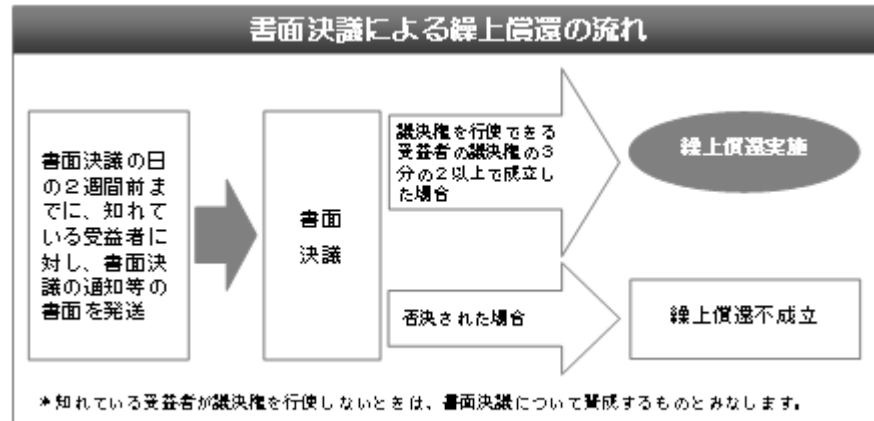 書面決議による繰上償還の流れ
書面決議の日
の2週間前ま
でに、知れて
いる受益者に
対し、書面決
議の通知等の
書面を発送
書面
決議
議決権を行使できる
受益者の議決権の3
分の2以上で成立し
た場合
繰上償還実施
否決された場合
繰上償還不成立
*知れている受益者が議決権を行使しないときは、書面決議について賛成するものとみなします。